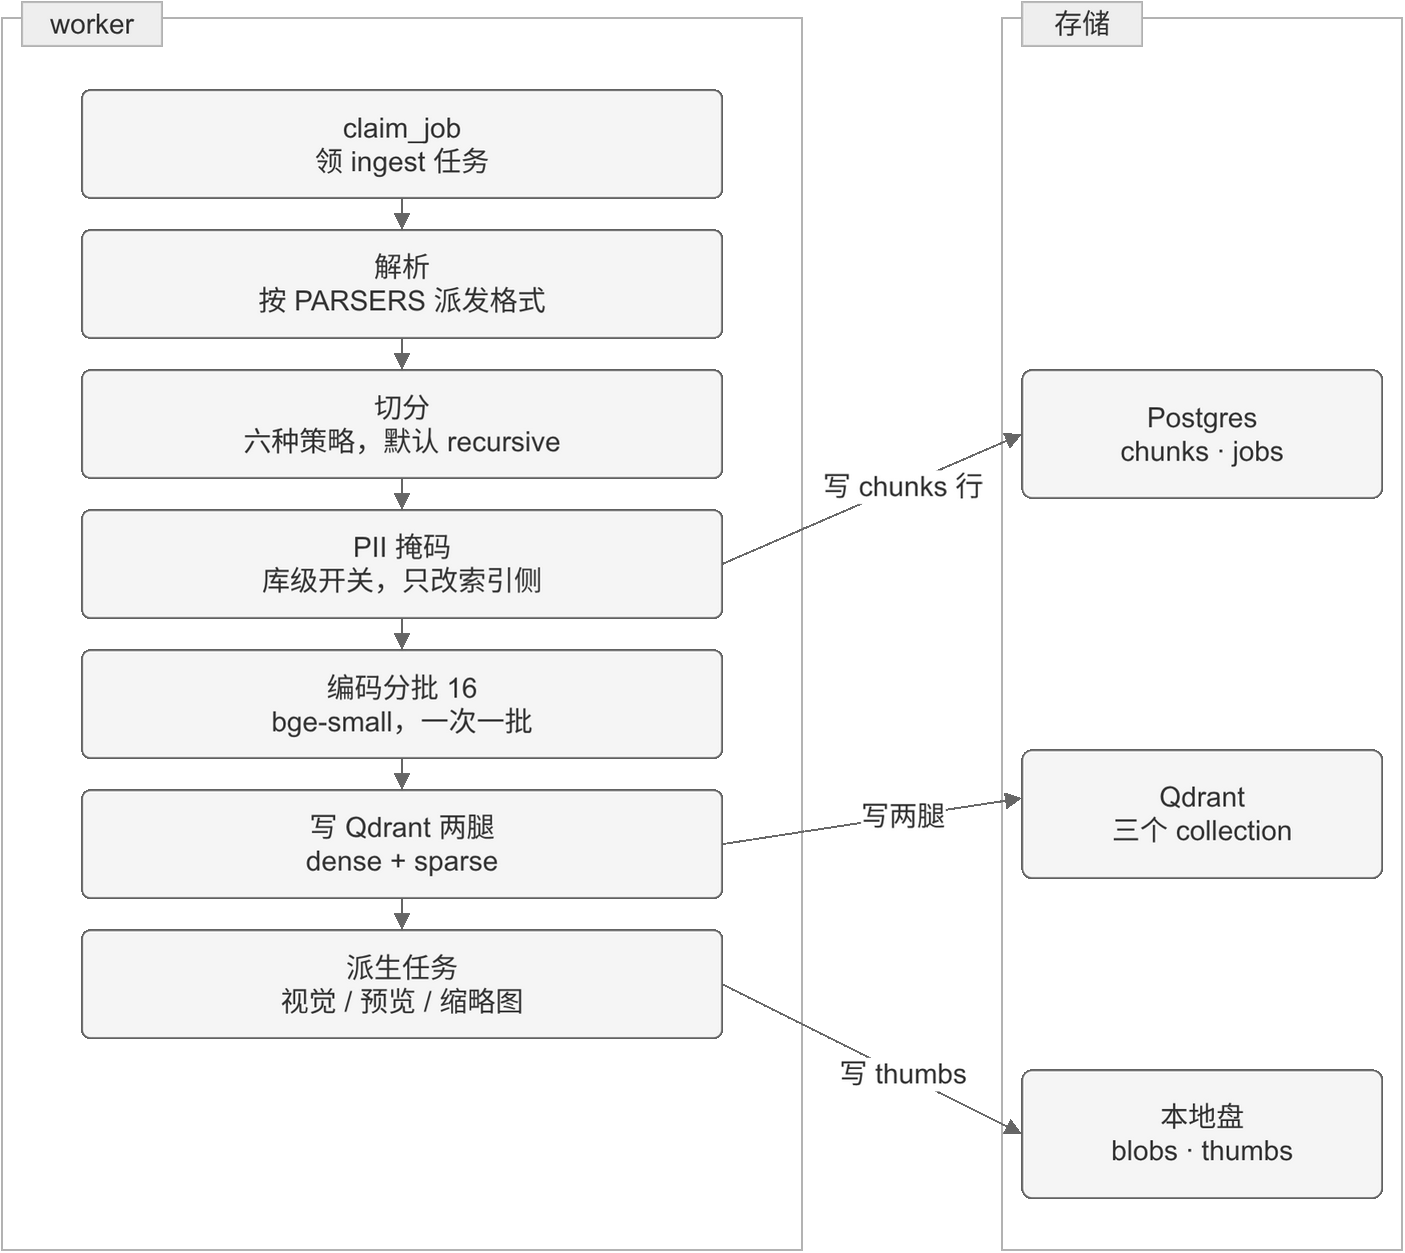 worker
claim_job
领 ingest 任务
解析
按 PARSERS 派发格式
切分
六种策略，默认 recursive
PII 掩码
库级开关，只改索引侧
编码分批 16
bge-small，一次一批
写 Qdrant 两腿
dense + sparse
派生任务
视觉 / 预览 / 缩略图
写 chunks 行
写两腿
写 thumbs
存储
Postgres
chunks · jobs
Qdrant
三个 collection
本地盘
blobs · thumbs